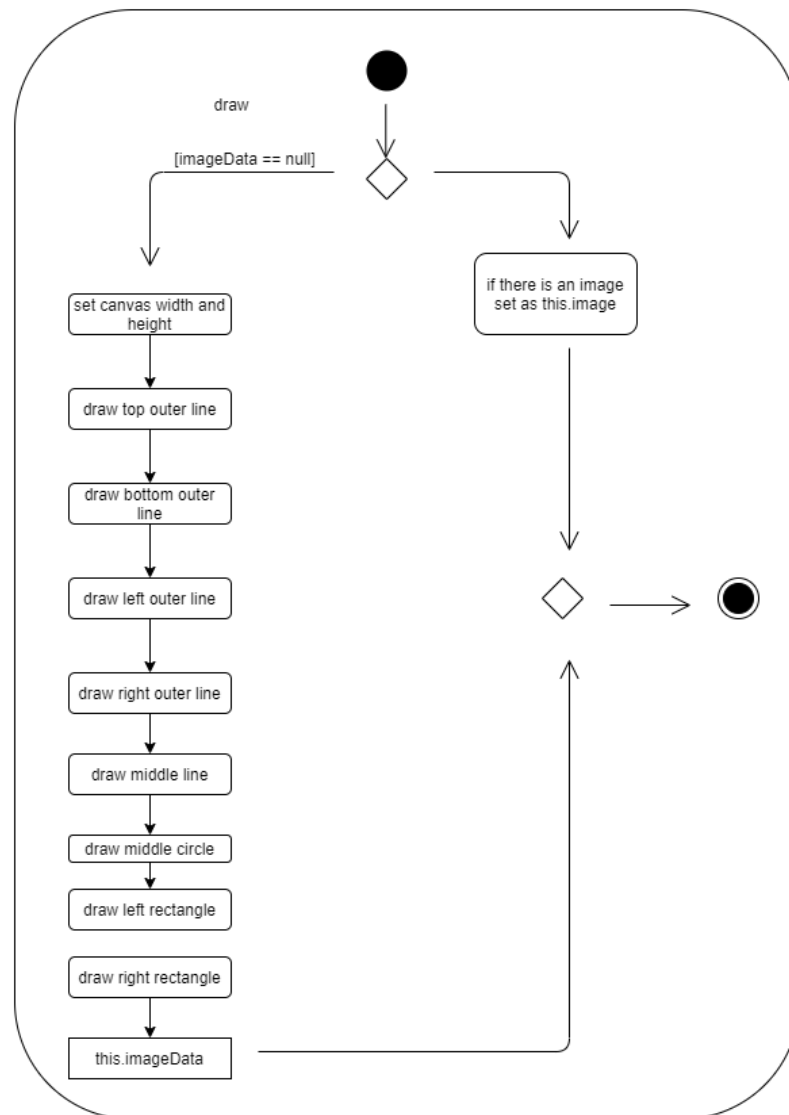 draw
[imageData == null]
if there is an image
set as this.image
set canvas width and
height
draw top outer line
draw bottom outer
line
draw left outer line
draw right outer line
draw middle line
draw middle circle
draw left rectangle
draw right rectangle
this.imageData